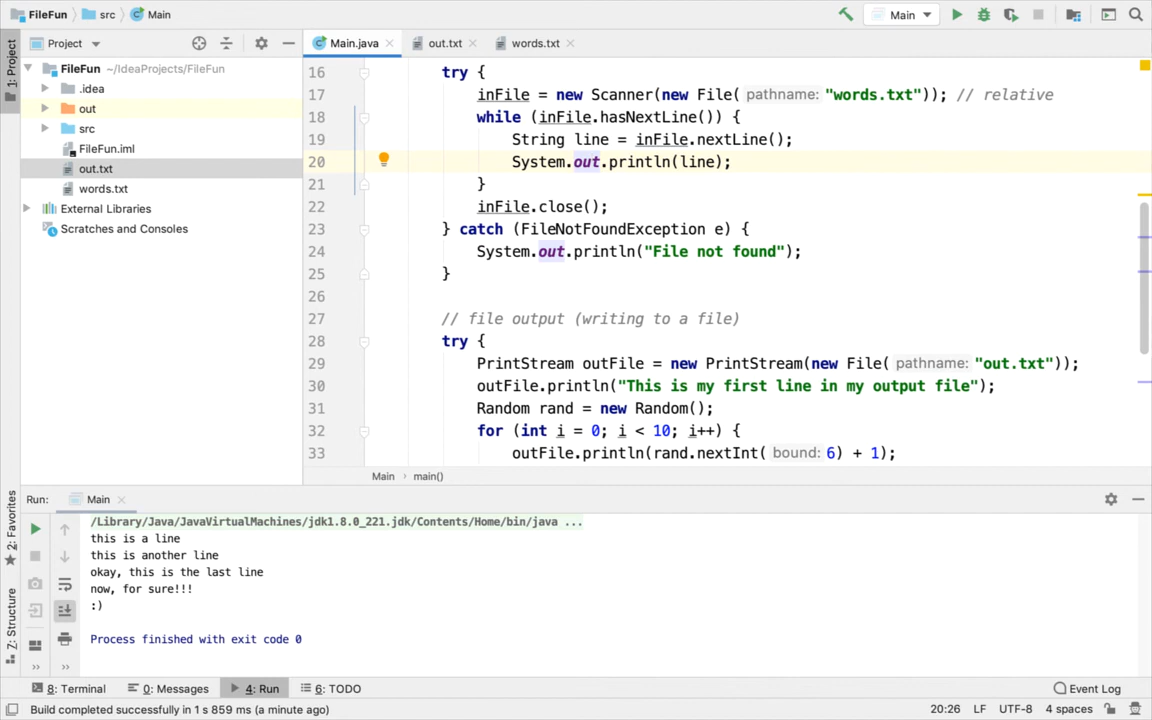 FileFun src Main
Main
1: Project
Project
Main.java out.txt words.txt
FileFun ~/IdeaProjects/FileFun
.idea
out
src
FileFun.iml
out.txt
words.txt
External Libraries
Scratches and Consoles
16 try {
17 inFile = new Scanner(new File( pathname: "words.txt")); // relative
18 while (inFile.hasNextLine()) {
19 String line = inFile.nextLine();
20 System.out.println(line);
21 }
22 inFile.close();
23 } catch (FileNotFoundException e) {
24 System.out.println("File not found");
25 }
26
27 // file output (writing to a file)
28 try {
29 PrintStream outFile = new PrintStream(new File( pathname: "out.txt"));
30 outFile.println("This is my first line in my output file");
31 Random rand = new Random();
32 for (int i = 0; i < 10; i++) {
33 outFile.println(rand.nextInt( bound: 6) + 1);
Main main()
2: Favorites
Z: Structure
Run: Main
/Library/Java/JavaVirtualMachines/jdk1.8.0_221.jdk/Contents/Home/bin/java ...
this is a line
this is another line
okay, this is the last line
now, for sure!!!
:)
Process finished with exit code 0
8: Terminal 0: Messages 4: Run 6: TODO Event Log
Build completed successfully in 1 s 859 ms (a minute ago) 20:26 LF UTF-8 4 spaces